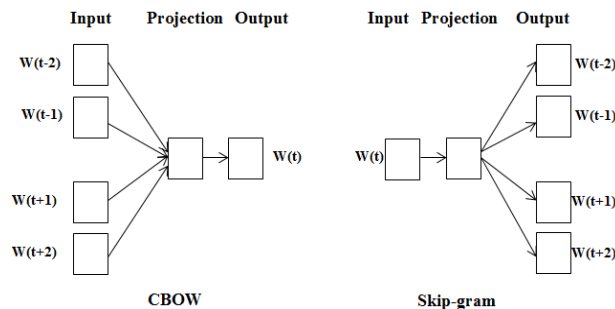 Input Projection Output Input Projection Output
W(t-2) W(t-2)
W(t-1) W(t-1)
W(t) W(t)
W(t+1) W(t+1)
W(t+2) W(t+2)
CBOW Skip-gram